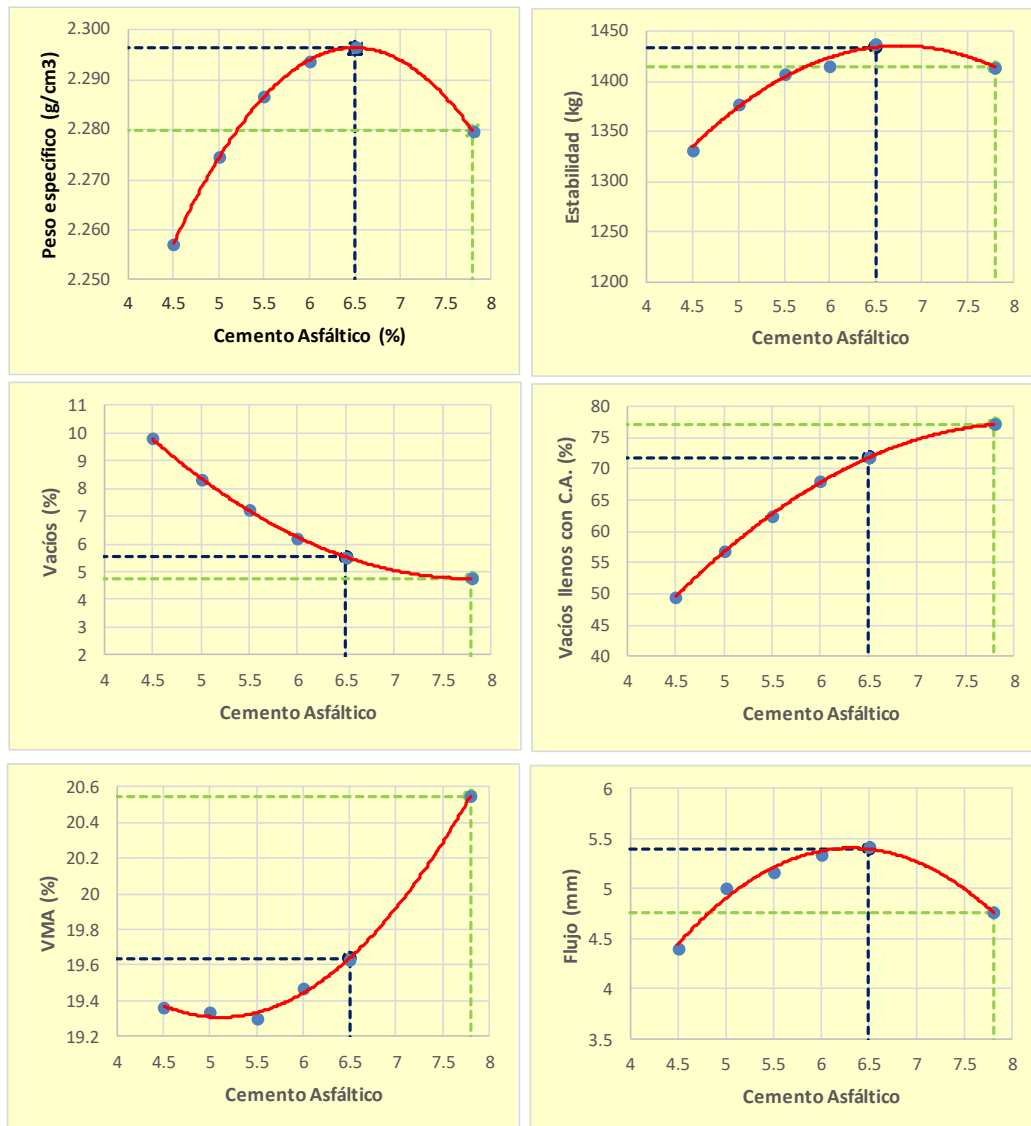 Peso específico (g/cm3)
2.300
2.290
2.280
2.270
2.260
2.250
4 4.5 5 5.5 6 6.5 7 7.5 8
Cemento Asfáltico (%)
Estabilidad (kg)
1450
1400
1350
1300
1250
1200
4 4.5 5 5.5 6 6.5 7 7.5 8
Cemento Asfáltico
Vacíos (%)
11
10
9
8
7
6
5
4
3
2
4 4.5 5 5.5 6 6.5 7 7.5 8
Cemento Asfáltico
Vacíos llenos con C.A. (%)
80
75
70
65
60
55
50
45
40
4 4.5 5 5.5 6 6.5 7 7.5 8
Cemento Asfáltico
VMA (%)
20.6
20.4
20.2
20
19.8
19.6
19.4
19.2
4 4.5 5 5.5 6 6.5 7 7.5 8
Cemento Asfáltico
Flujo (mm)
6
5.5
5
4.5
4
3.5
4 4.5 5 5.5 6 6.5 7 7.5 8
Cemento Asfáltico